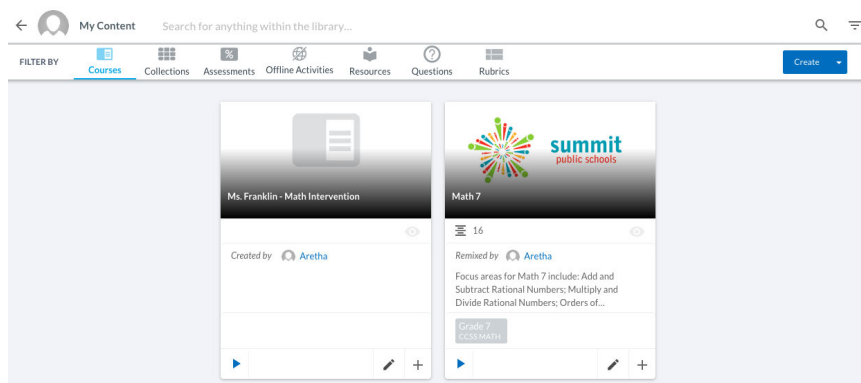 My Content
Search for anything within the library...
FILTER BY
Courses
Collections
%
Assessments
Offline Activities
Resources
?
Questions
Rubrics
Create
Ms. Franklin - Math Intervention
Created by Aretha
summit
public schools
Math 7
16
Remixed by Aretha
Focus areas for Math 7 include: Add and
Subtract Rational Numbers; Multiply and
Divide Rational Numbers; Orders of...
Grade 7
CCSS MATH